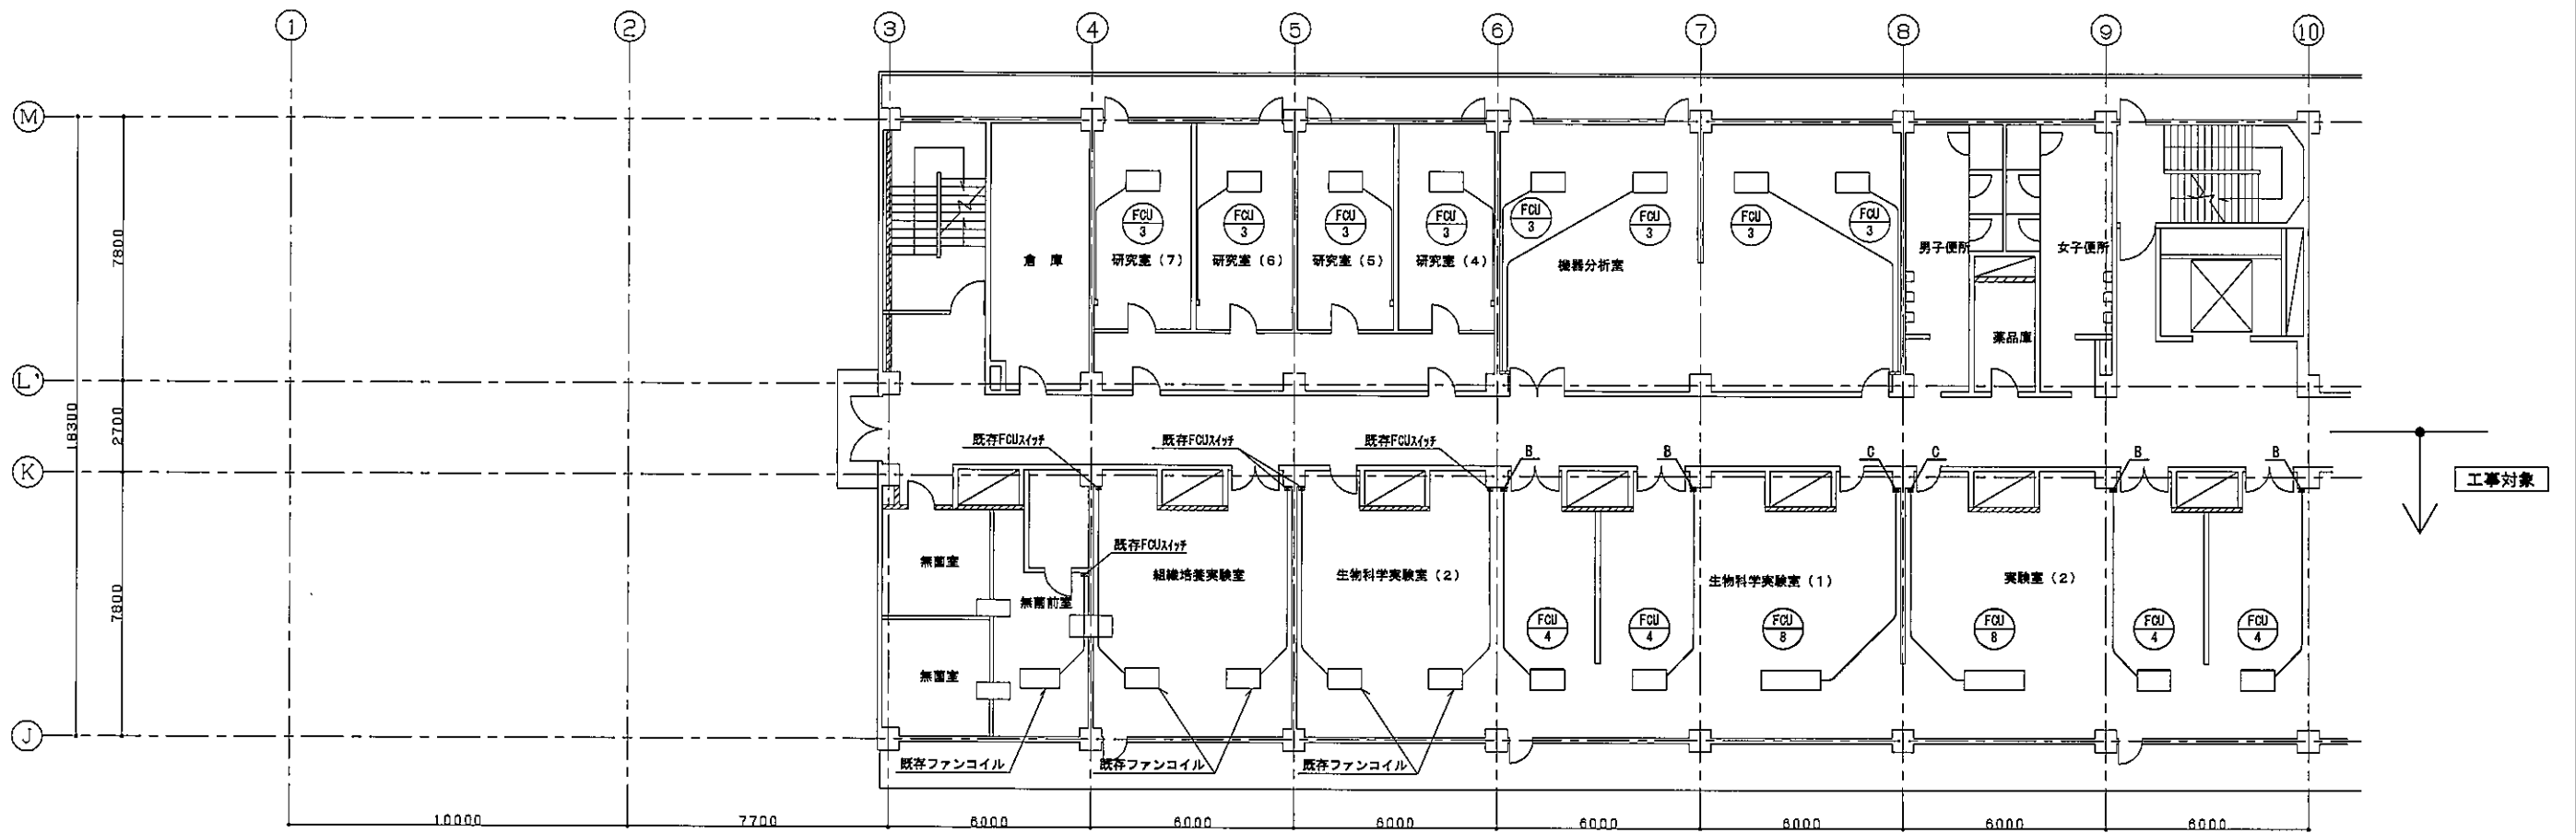 1 2 3 4 5 6 7 8 9 10
M
FCU
3
FCU
3
FCU
3
FCU
3
FCU
3
FCU
3
FCU
3
FCU
3
7800
倉 庫
研究室（7）
研究室（6）
研究室（5）
研究室（4）
機器分析室
男子便所
女子便所
薬品庫
L'
18300
2700
既存FCUスイッチ
既存FCUスイッチ
既存FCUスイッチ
B
B
C
C
B
B
K
工事対象
既存FCUスイッチ
無菌室
無菌前室
組織培養実験室
生物科学実験室（2）
生物科学実験室（1）
実験室（2）
7800
FCU
4
FCU
4
FCU
8
FCU
8
FCU
4
FCU
4
無菌室
J
既存ファンコイル
既存ファンコイル
既存ファンコイル
10000 7700 6000 6000 6000 6000 6000 6000 6000